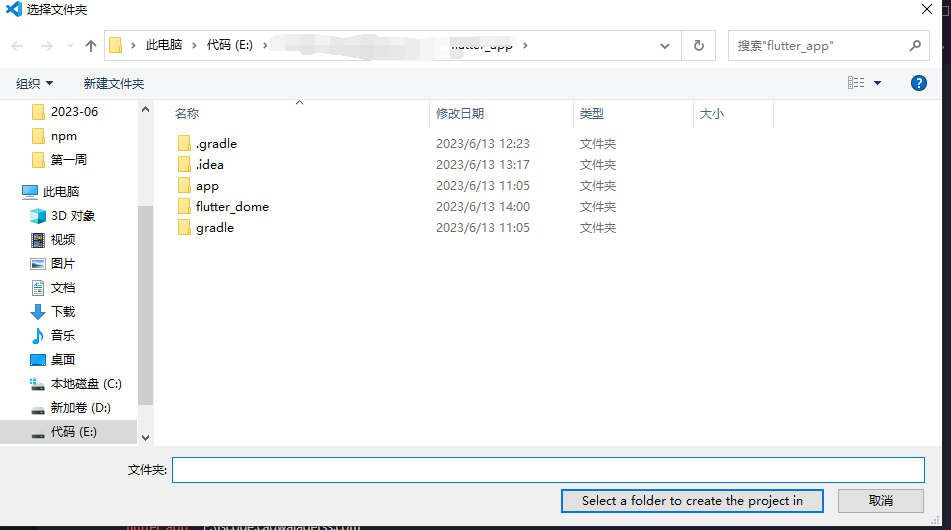 选择文件夹
此电脑 代码 (E:) flutter_app
搜索"flutter_app"
组织 新建文件夹
名称 修改日期 类型 大小
2023-06
npm
第一周
此电脑
3D 对象
视频
图片
文档
下载
音乐
桌面
本地磁盘 (C:)
新加卷 (D:)
代码 (E:)
.gradle 2023/6/13 12:23 文件夹
.idea 2023/6/13 13:17 文件夹
app 2023/6/13 11:05 文件夹
flutter_dome 2023/6/13 14:00 文件夹
gradle 2023/6/13 11:05 文件夹
文件夹:
Select a folder to create the project in 取消